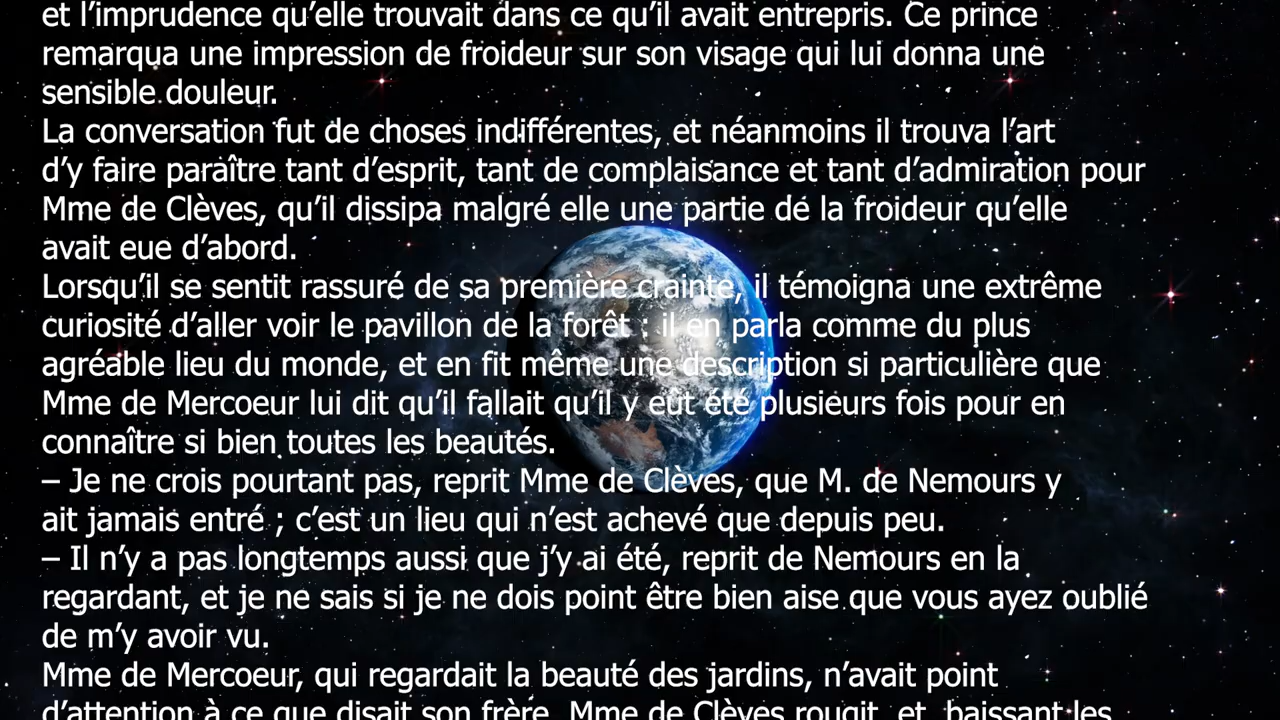 et l’imprudence qu’elle trouvait dans ce qu’il avait entrepris. Ce prince
remarqua une impression de froideur sur son visage qui lui donna une
sensible douleur.
La conversation fut de choses indifférentes, et néanmoins il trouva l’art
d’y faire paraître tant d’esprit, tant de complaisance et tant d’admiration pour
Mme de Clèves, qu’il dissipa malgré elle une partie de la froideur qu’elle
avait eue d’abord.
Lorsqu’il se sentit rassuré de sa première crainte, il témoigna une extrême
curiosité d’aller voir le pavillon de la forêt : il en parla comme du plus
agréable lieu du monde, et en fit même une description si particulière que
Mme de Mercoeur lui dit qu’il fallait qu’il y eût été plusieurs fois pour en
connaître si bien toutes les beautés.
– Je ne crois pourtant pas, reprit Mme de Clèves, que M. de Nemours y
ait jamais entré ; c’est un lieu qui n’est achevé que depuis peu.
– Il n’y a pas longtemps aussi que j’y ai été, reprit de Nemours en la
regardant, et je ne sais si je ne dois point être bien aise que vous ayez oublié
de m’y avoir vu.
Mme de Mercoeur, qui regardait la beauté des jardins, n’avait point
d’attention à ce que disait son frère. Mme de Clèves rougit, et, baissant les